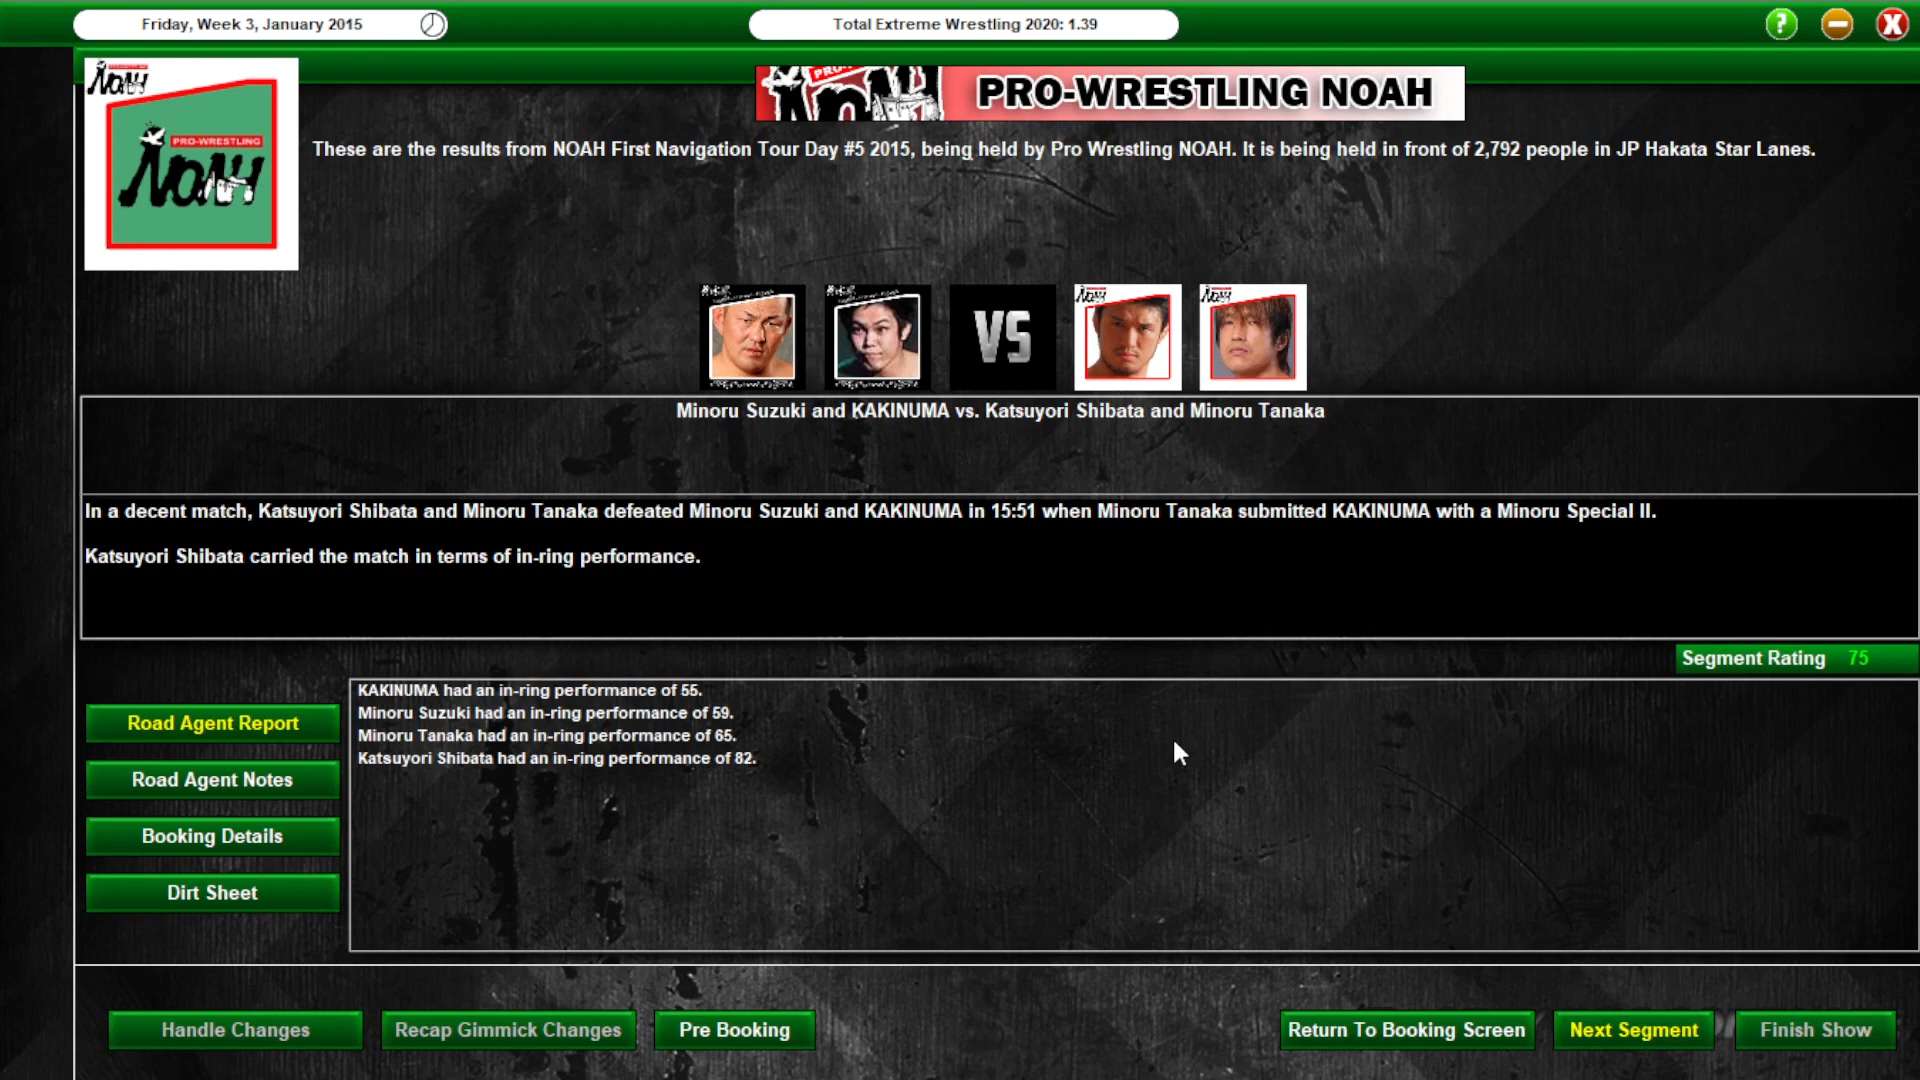 Friday, Week 3, January 2015
Total Extreme Wrestling 2020: 1.39
NOAH
PRO-WRESTLING
NOAH
PRO-WRESTLING NOAH
These are the results from NOAH First Navigation Tour Day #5 2015, being held by Pro Wrestling NOAH. It is being held in front of 2,792 people in JP Hakata Star Lanes.
VS
NOAH
NOAH
Minoru Suzuki and KAKINUMA vs. Katsuyori Shibata and Minoru Tanaka
In a decent match, Katsuyori Shibata and Minoru Tanaka defeated Minoru Suzuki and KAKINUMA in 15:51 when Minoru Tanaka submitted KAKINUMA with a Minoru Special II.
Katsuyori Shibata carried the match in terms of in-ring performance.
Segment Rating 75
KAKINUMA had an in-ring performance of 55.
Minoru Suzuki had an in-ring performance of 59.
Minoru Tanaka had an in-ring performance of 65.
Katsuyori Shibata had an in-ring performance of 82.
Road Agent Report
Road Agent Notes
Booking Details
Dirt Sheet
Handle Changes
Recap Gimmick Changes
Pre Booking
Return To Booking Screen
Next Segment
Finish Show